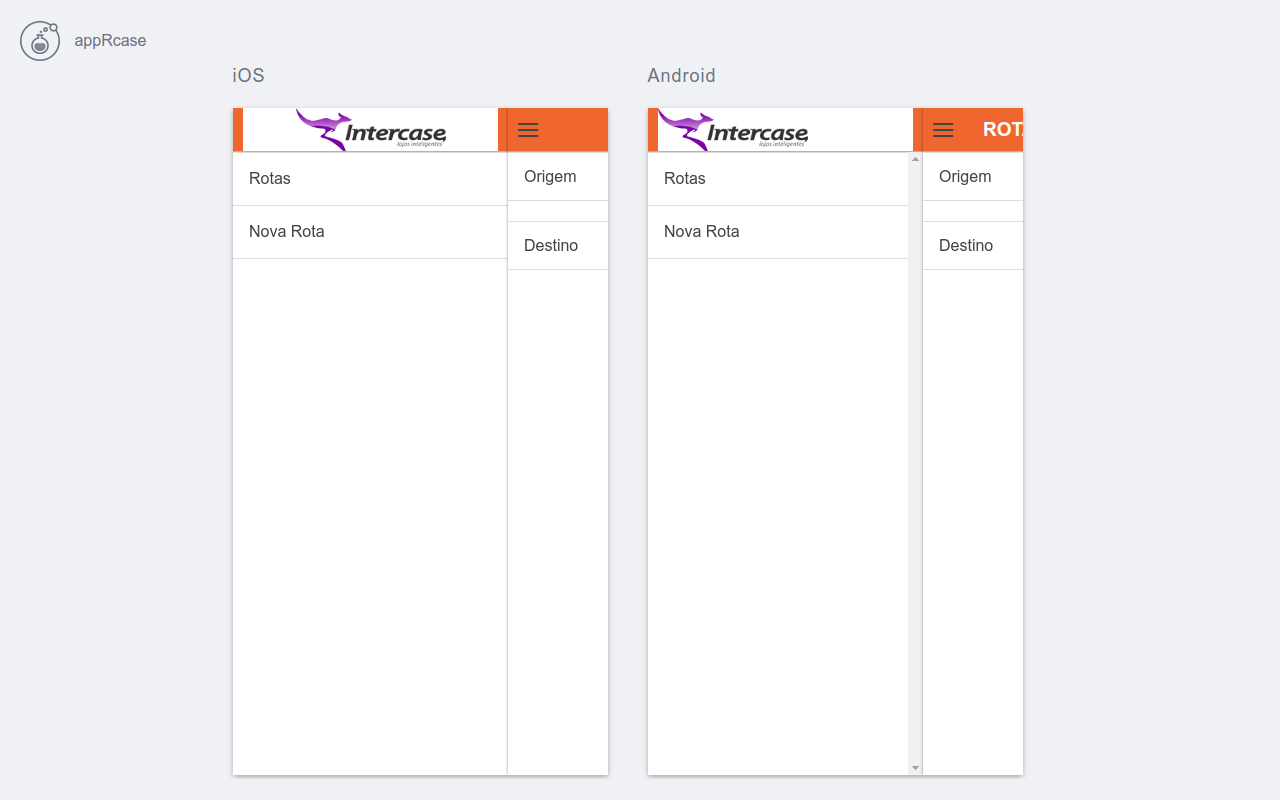 appRcase
iOS
Intercase,
lojas inteligentes
Rotas
Nova Rota
Origem
Destino
Android
Intercase,
lojas inteligentes
ROTA
Rotas
Nova Rota
Origem
Destino